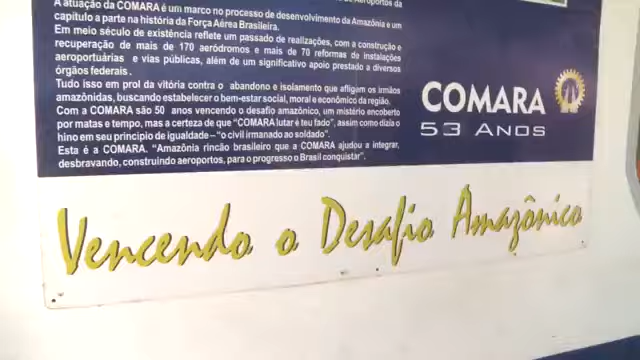 de Aeroportos da
A atuação da COMARA é um marco no processo de desenvolvimento da Amazônia e um
capítulo a parte na história da Força Aérea Brasileira.
Em meio século de existência reflete um passado de realizações, com a construção e
recuperação de mais de 170 aeródromos e mais de 70 reformas de instalações
aeroportuárias e vias públicas, além de um significativo apoio prestado a diversos
órgãos federais.
Tudo isso em prol da vitória contra o abandono e isolamento que afligem os irmãos
amazônidas, buscando estabelecer o bem-estar social, moral e econômico da região.
Com a COMARA são 50 anos vencendo o desafio amazônico, um mistério encoberto
por matas e tempo, mas a certeza de que "COMARA lutar é teu fado", assim como dizia o
hino em seu principio de igualdade – "o civil irmanado ao soldado".
Esta é a COMARA. "Amazônia rincão brasileiro que a COMARA ajudou a integrar,
desbravando, construindo aeroportos, para o progresso o Brasil conquistar".
COMARA
53 ANOS
Vencendo o Desafio Amazônico